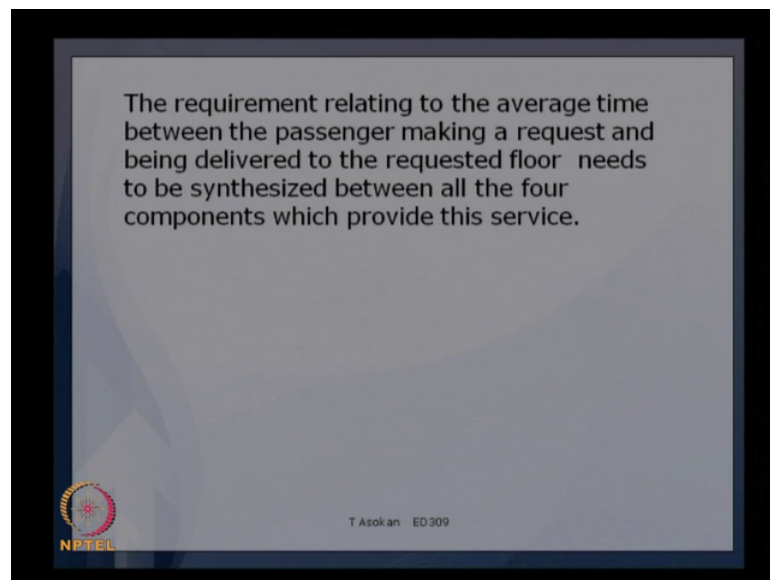 The requirement relating to the average time
between the passenger making a request and
being delivered to the requested floor needs
to be synthesized between all the four
components which provide this service.
T Asokan ED309
NPTEL